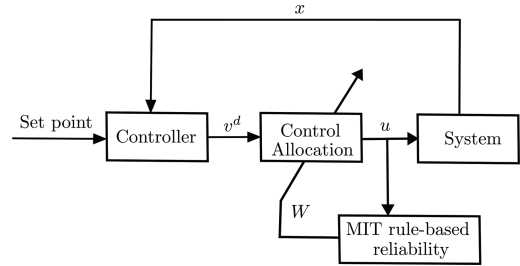 x
Set point
Controller
v^d
Control
Allocation
u
System
W
MIT rule-based
reliability